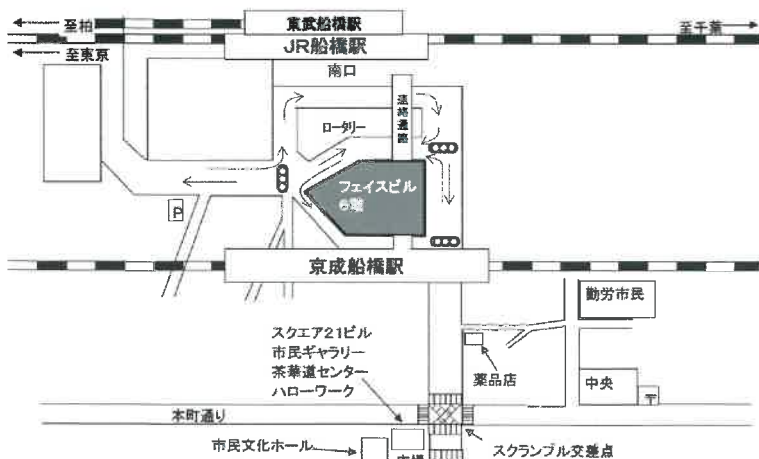 至柏
東武船橋駅
至千葉
JR船橋駅
至東京
南口
連絡通路
ロータリー
フェイスビル
6階
P
京成船橋駅
勤労市民
スクエア21ビル
市民ギャラリー
茶華道センター
ハローワーク
薬品店
中央
〒
本町通り
市民文化ホール
スクランブル交差点